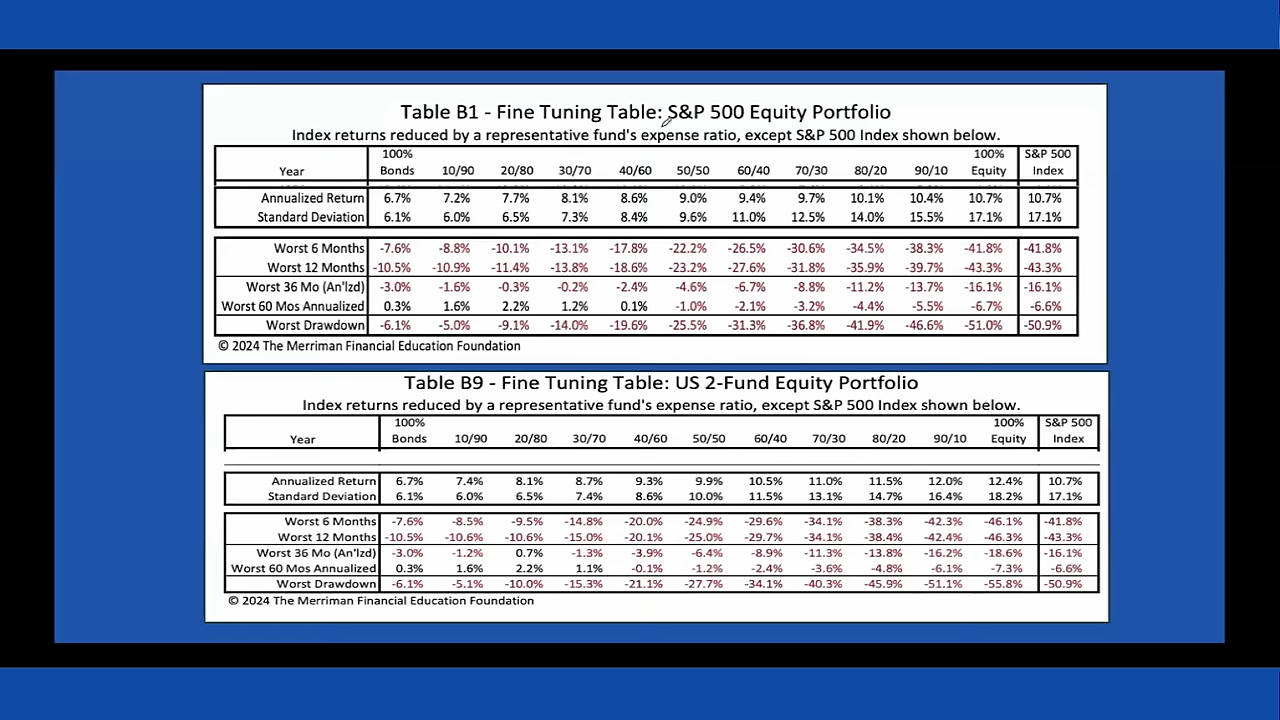 Table B1 - Fine Tuning Table: S&P 500 Equity Portfolio
Index returns reduced by a representative fund's expense ratio, except S&P 500 Index shown below.
Year 100% Bonds 10/90 20/80 30/70 40/60 50/50 60/40 70/30 80/20 90/10 100% Equity S&P 500 Index
Annualized Return 6.7% 7.2% 7.7% 8.1% 8.6% 9.0% 9.4% 9.7% 10.1% 10.4% 10.7% 10.7%
Standard Deviation 6.1% 6.0% 6.5% 7.3% 8.4% 9.6% 11.0% 12.5% 14.0% 15.5% 17.1% 17.1%
Worst 6 Months -7.6% -8.8% -10.1% -13.1% -17.8% -22.2% -26.5% -30.6% -34.5% -38.3% -41.8% -41.8%
Worst 12 Months -10.5% -10.9% -11.4% -13.8% -18.6% -23.2% -27.6% -31.8% -35.9% -39.7% -43.3% -43.3%
Worst 36 Mo (An'lzd) -3.0% -1.6% -0.3% -0.2% -2.4% -4.6% -6.7% -8.8% -11.2% -13.7% -16.1% -16.1%
Worst 60 Mos Annualized 0.3% 1.6% 2.2% 1.2% 0.1% -1.0% -2.1% -3.2% -4.4% -5.5% -6.7% -6.6%
Worst Drawdown -6.1% -5.0% -9.1% -14.0% -19.6% -25.5% -31.3% -36.8% -41.9% -46.6% -51.0% -50.9%
© 2024 The Merriman Financial Education Foundation
Table B9 - Fine Tuning Table: US 2-Fund Equity Portfolio
Index returns reduced by a representative fund's expense ratio, except S&P 500 Index shown below.
Year 100% Bonds 10/90 20/80 30/70 40/60 50/50 60/40 70/30 80/20 90/10 100% Equity S&P 500 Index
Annualized Return 6.7% 7.4% 8.1% 8.7% 9.3% 9.9% 10.5% 11.0% 11.5% 12.0% 12.4% 10.7%
Standard Deviation 6.1% 6.0% 6.5% 7.4% 8.6% 10.0% 11.5% 13.1% 14.7% 16.4% 18.2% 17.1%
Worst 6 Months -7.6% -8.5% -9.5% -14.8% -20.0% -24.9% -29.6% -34.1% -38.3% -42.3% -46.1% -41.8%
Worst 12 Months -10.5% -10.6% -10.6% -15.0% -20.1% -25.0% -29.7% -34.1% -38.4% -42.4% -46.3% -43.3%
Worst 36 Mo (An'lzd) -3.0% -1.2% 0.7% -1.3% -3.9% -6.4% -8.9% -11.3% -13.8% -16.2% -18.6% -16.1%
Worst 60 Mos Annualized 0.3% 1.6% 2.2% 1.1% -0.1% -1.2% -2.4% -3.6% -4.8% -6.1% -7.3% -6.6%
Worst Drawdown -6.1% -5.1% -10.0% -15.3% -21.1% -27.7% -34.1% -40.3% -45.9% -51.1% -55.8% -50.9%
© 2024 The Merriman Financial Education Foundation